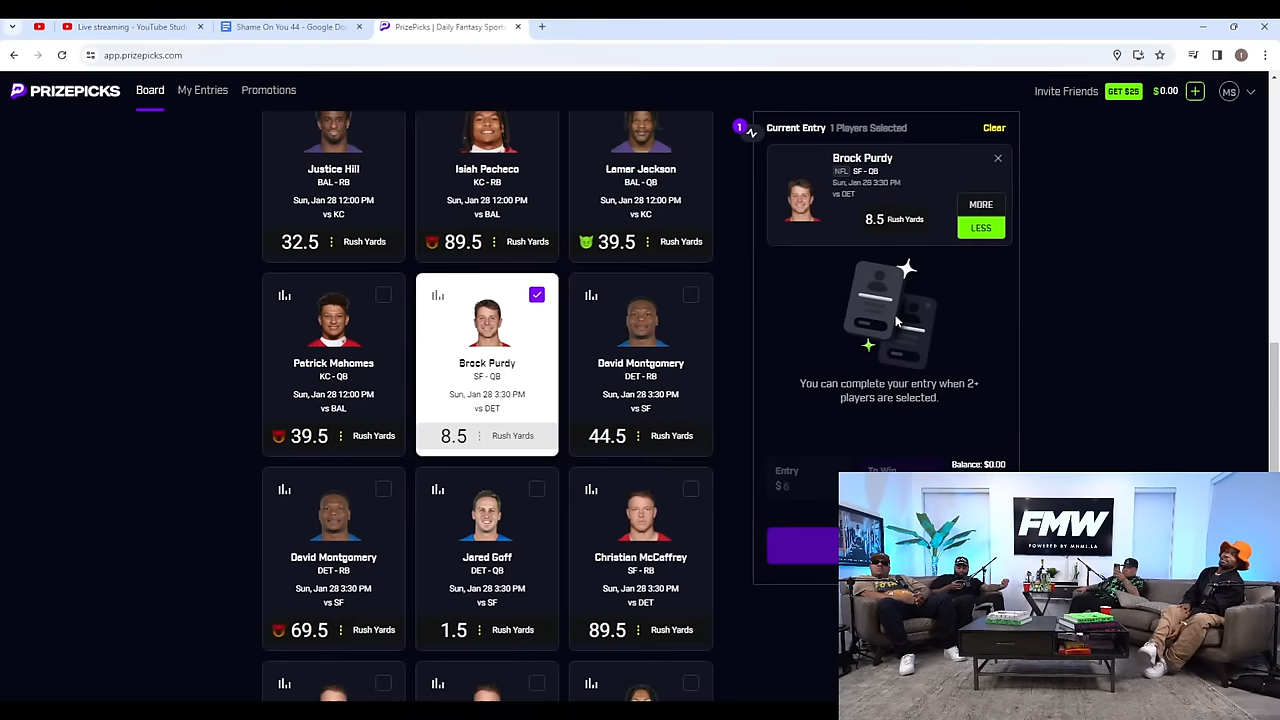 Live streaming - YouTube Stud
Shame On You 44 - Google Do
PrizePicks | Daily Fantasy Sport
app.prizepicks.com
PRIZEPICKS
Board
My Entries
Promotions
Invite Friends
GET $25
$0.00
MS
Justice Hill
BAL - RB
Sun, Jan 28 12:00 PM
vs KC
32.5
Rush Yards
Isiah Pacheco
KC - RB
Sun, Jan 28 12:00 PM
vs BAL
89.5
Rush Yards
Lamar Jackson
BAL - QB
Sun, Jan 28 12:00 PM
vs KC
39.5
Rush Yards
Patrick Mahomes
KC - QB
Sun, Jan 28 12:00 PM
vs BAL
39.5
Rush Yards
Brock Purdy
SF - QB
Sun, Jan 28 3:30 PM
vs DET
8.5
Rush Yards
David Montgomery
DET - RB
Sun, Jan 28 3:30 PM
vs SF
44.5
Rush Yards
David Montgomery
DET - RB
Sun, Jan 28 3:30 PM
vs SF
69.5
Rush Yards
Jared Goff
DET - QB
Sun, Jan 28 3:30 PM
vs SF
1.5
Rush Yards
Christian McCaffrey
SF - RB
Sun, Jan 28 3:30 PM
vs DET
89.5
Rush Yards
1
Current Entry 1 Players Selected
Clear
Brock Purdy
NFL SF - QB
Sun, Jan 28 3:30 PM
vs DET
8.5 Rush Yards
MORE
LESS
You can complete your entry when 2+
players are selected.
Balance: $0.00
Entry
To Win
$ 6
FMW
POWERED BY MHML.LA